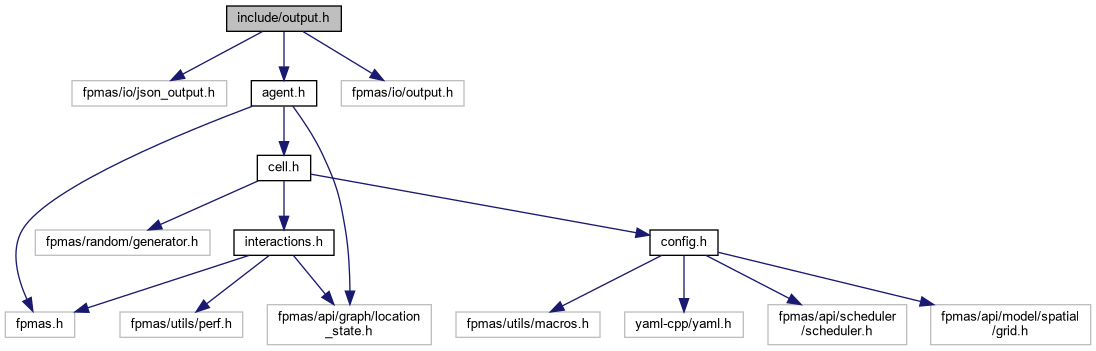 include/output.h
fpmas/io/json_output.h
agent.h
fpmas/io/output.h
cell.h
fpmas/random/generator.h
interactions.h
config.h
fpmas.h
fpmas/utils/perf.h
fpmas/api/graph/location
_state.h
fpmas/utils/macros.h
yaml-cpp/yaml.h
fpmas/api/scheduler
/scheduler.h
fpmas/api/model/spatial
/grid.h